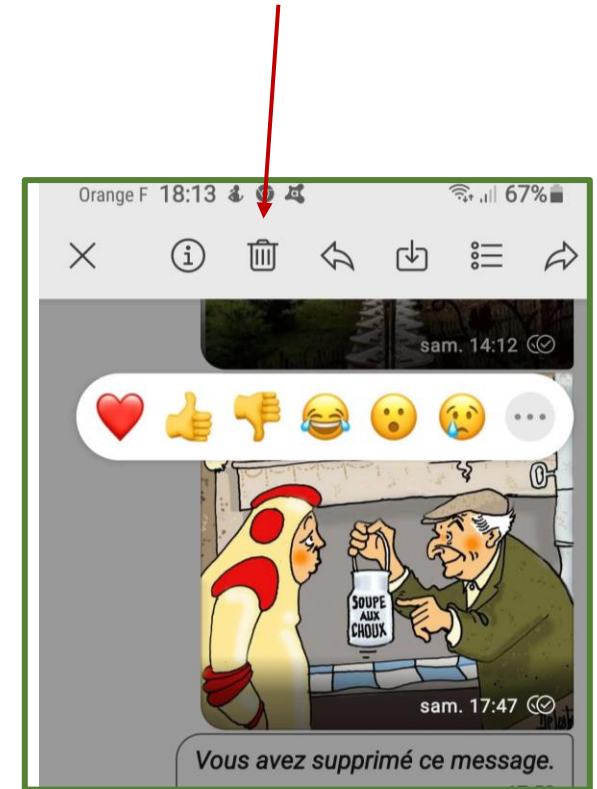 Orange F 18:13 67%
sam. 14:12
SOUPE
AUX
CHOUX
sam. 17:47
Vous avez supprimé ce message.